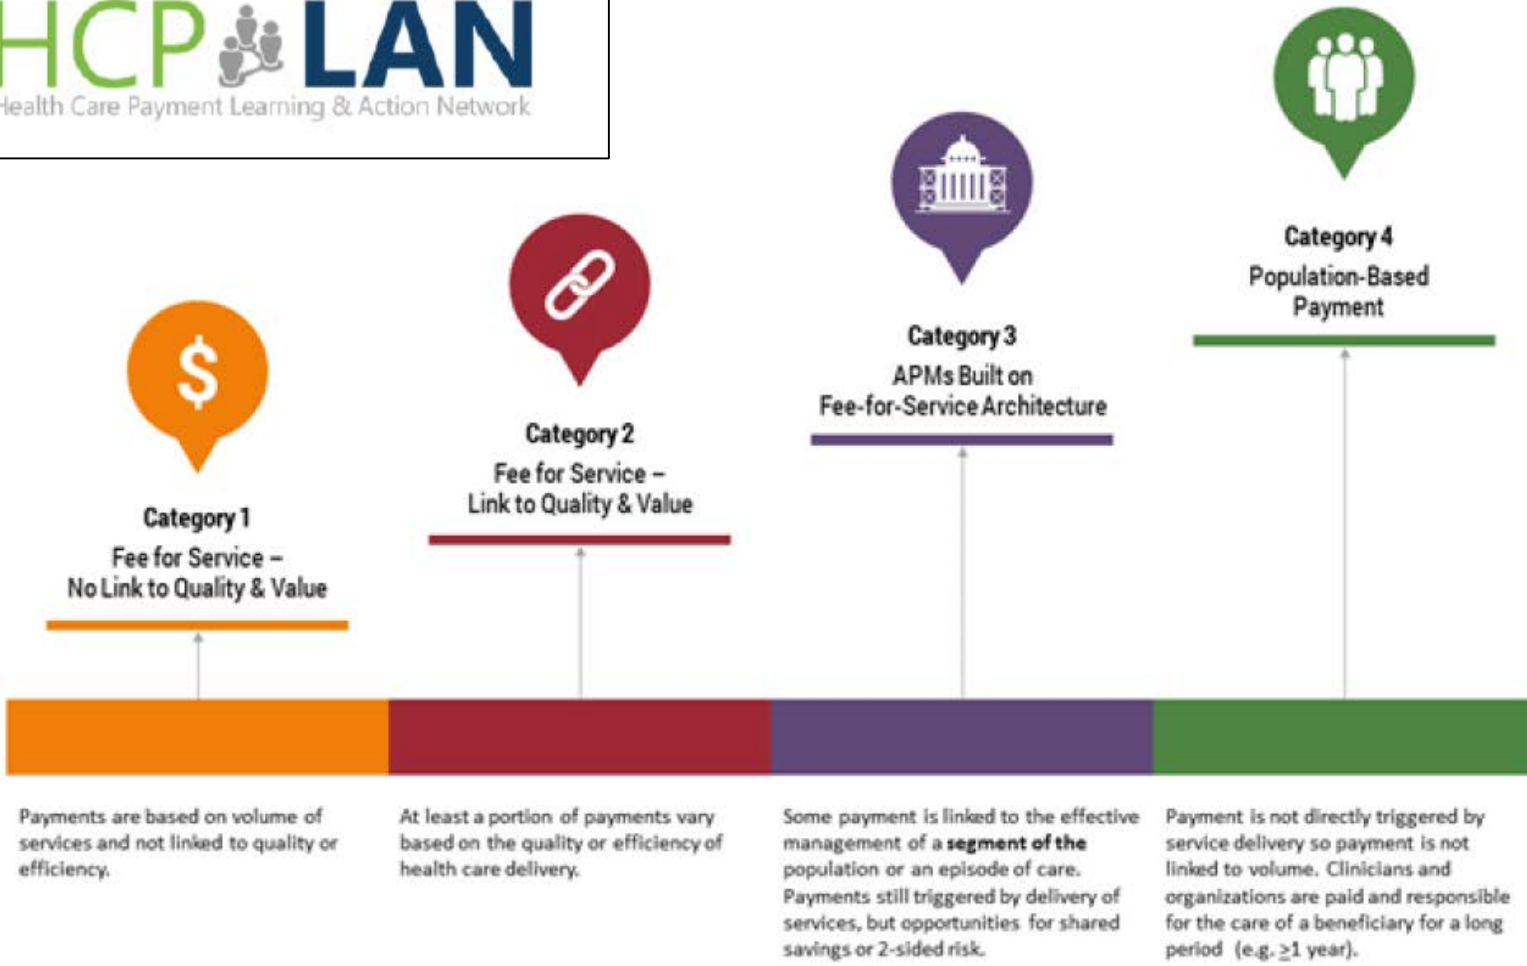 HCP LAN
Health Care Payment Learning & Action Network
$
Category 1
Fee for Service –
No Link to Quality & Value
Category 2
Fee for Service –
Link to Quality & Value
Category 3
APMs Built on
Fee-for-Service Architecture
Category 4
Population-Based
Payment
Payments are based on volume of
services and not linked to quality or
efficiency.
At least a portion of payments vary
based on the quality or efficiency of
health care delivery.
Some payment is linked to the effective
management of a segment of the
population or an episode of care.
Payments still triggered by delivery of
services, but opportunities for shared
savings or 2-sided risk.
Payment is not directly triggered by
service delivery so payment is not
linked to volume. Clinicians and
organizations are paid and responsible
for the care of a beneficiary for a long
period (e.g. ≥1 year).